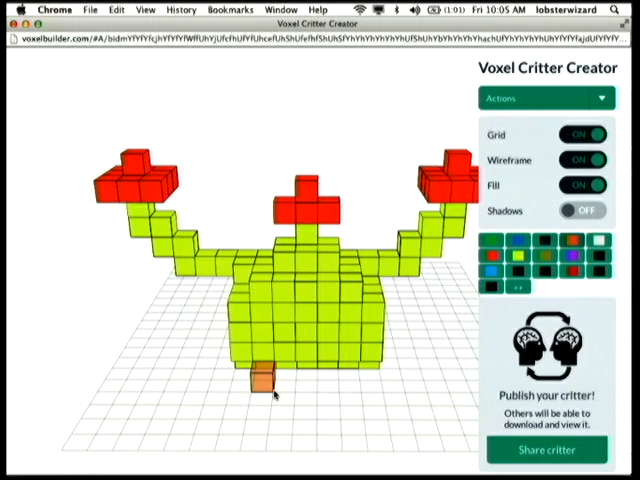 Chrome File Edit View History Bookmarks Window Help (1:01) Fri 10:05 AM lobsterwizard
Voxel Critter Creator
Voxel Critter Creator
Actions
Grid ON
Wireframe ON
Fill ON
Shadows OFF
++
Publish your critter!
Others will be able to
download and view it.
Share critter